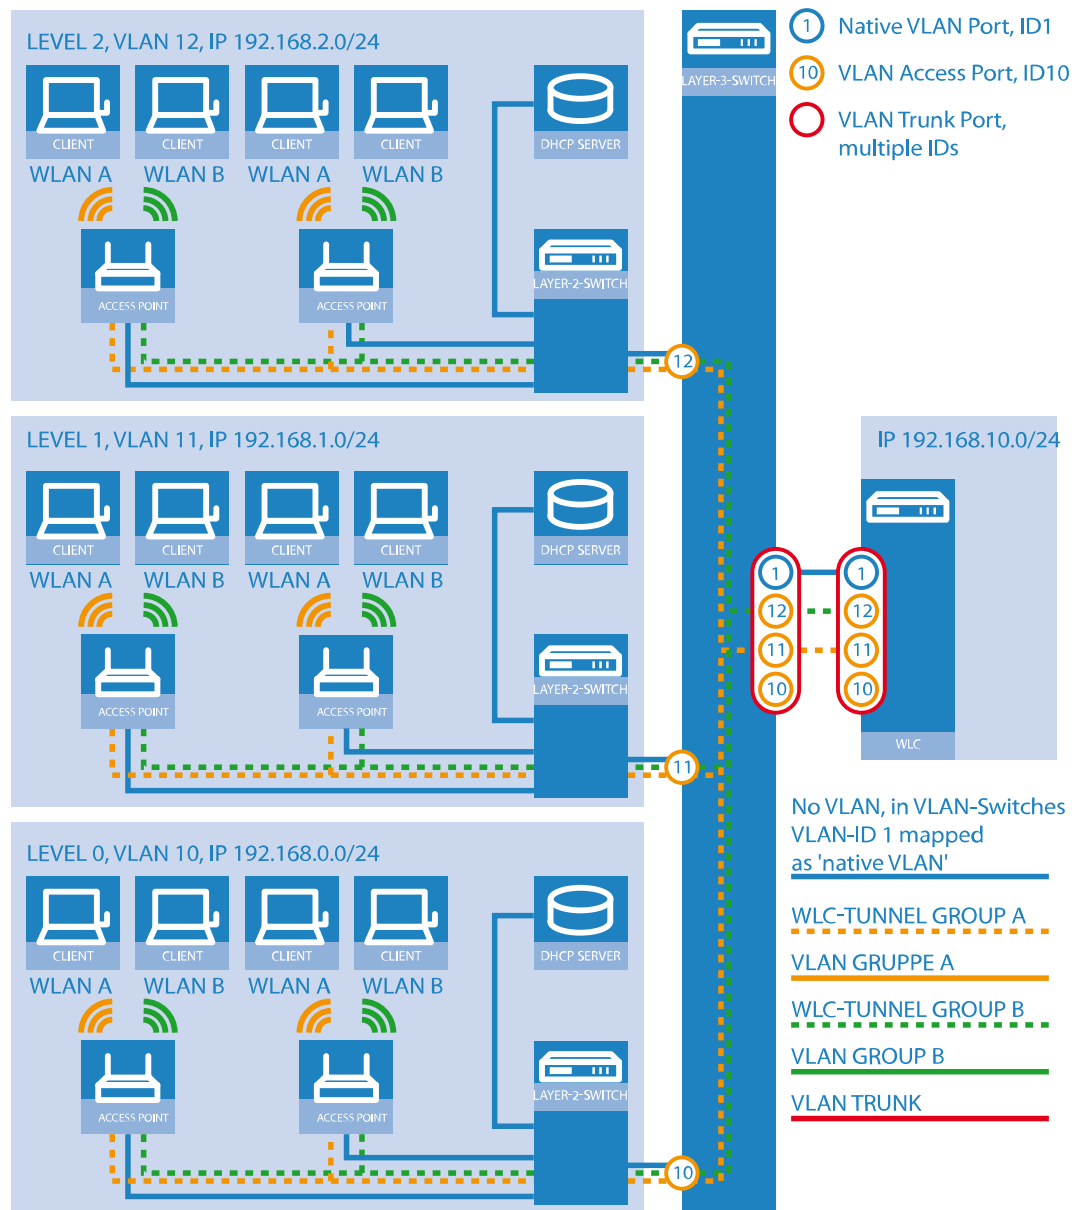 LEVEL 2, VLAN 12, IP 192.168.2.0/24
CLIENT CLIENT CLIENT CLIENT DHCP SERVER
WLAN A WLAN B WLAN A WLAN B
LAYER-2-SWITCH
ACCESS POINT ACCESS POINT
12
LEVEL 1, VLAN 11, IP 192.168.1.0/24
CLIENT CLIENT CLIENT CLIENT DHCP SERVER
WLAN A WLAN B WLAN A WLAN B
LAYER-2-SWITCH
ACCESS POINT ACCESS POINT
11
LEVEL 0, VLAN 10, IP 192.168.0.0/24
CLIENT CLIENT CLIENT CLIENT DHCP SERVER
WLAN A WLAN B WLAN A WLAN B
LAYER-2-SWITCH
ACCESS POINT ACCESS POINT
10
LAYER-3-SWITCH
1 Native VLAN Port, ID1
10 VLAN Access Port, ID10
VLAN Trunk Port,
multiple IDs
IP 192.168.10.0/24
1 1
12 12
11 11
10 10
WLC
No VLAN, in VLAN-Switches
VLAN-ID 1 mapped
as 'native VLAN'
WLC-TUNNEL GROUP A
VLAN GRUPPE A
WLC-TUNNEL GROUP B
VLAN GROUP B
VLAN TRUNK